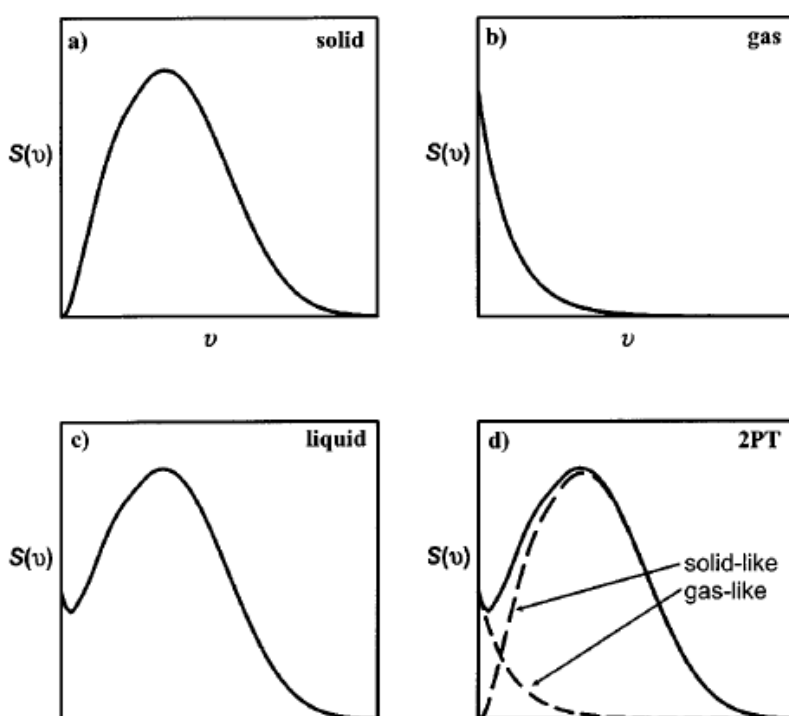 a) solid
S(υ)
υ
b) gas
S(υ)
υ
c) liquid
S(υ)
d) 2PT
S(υ)
solid-like
gas-like